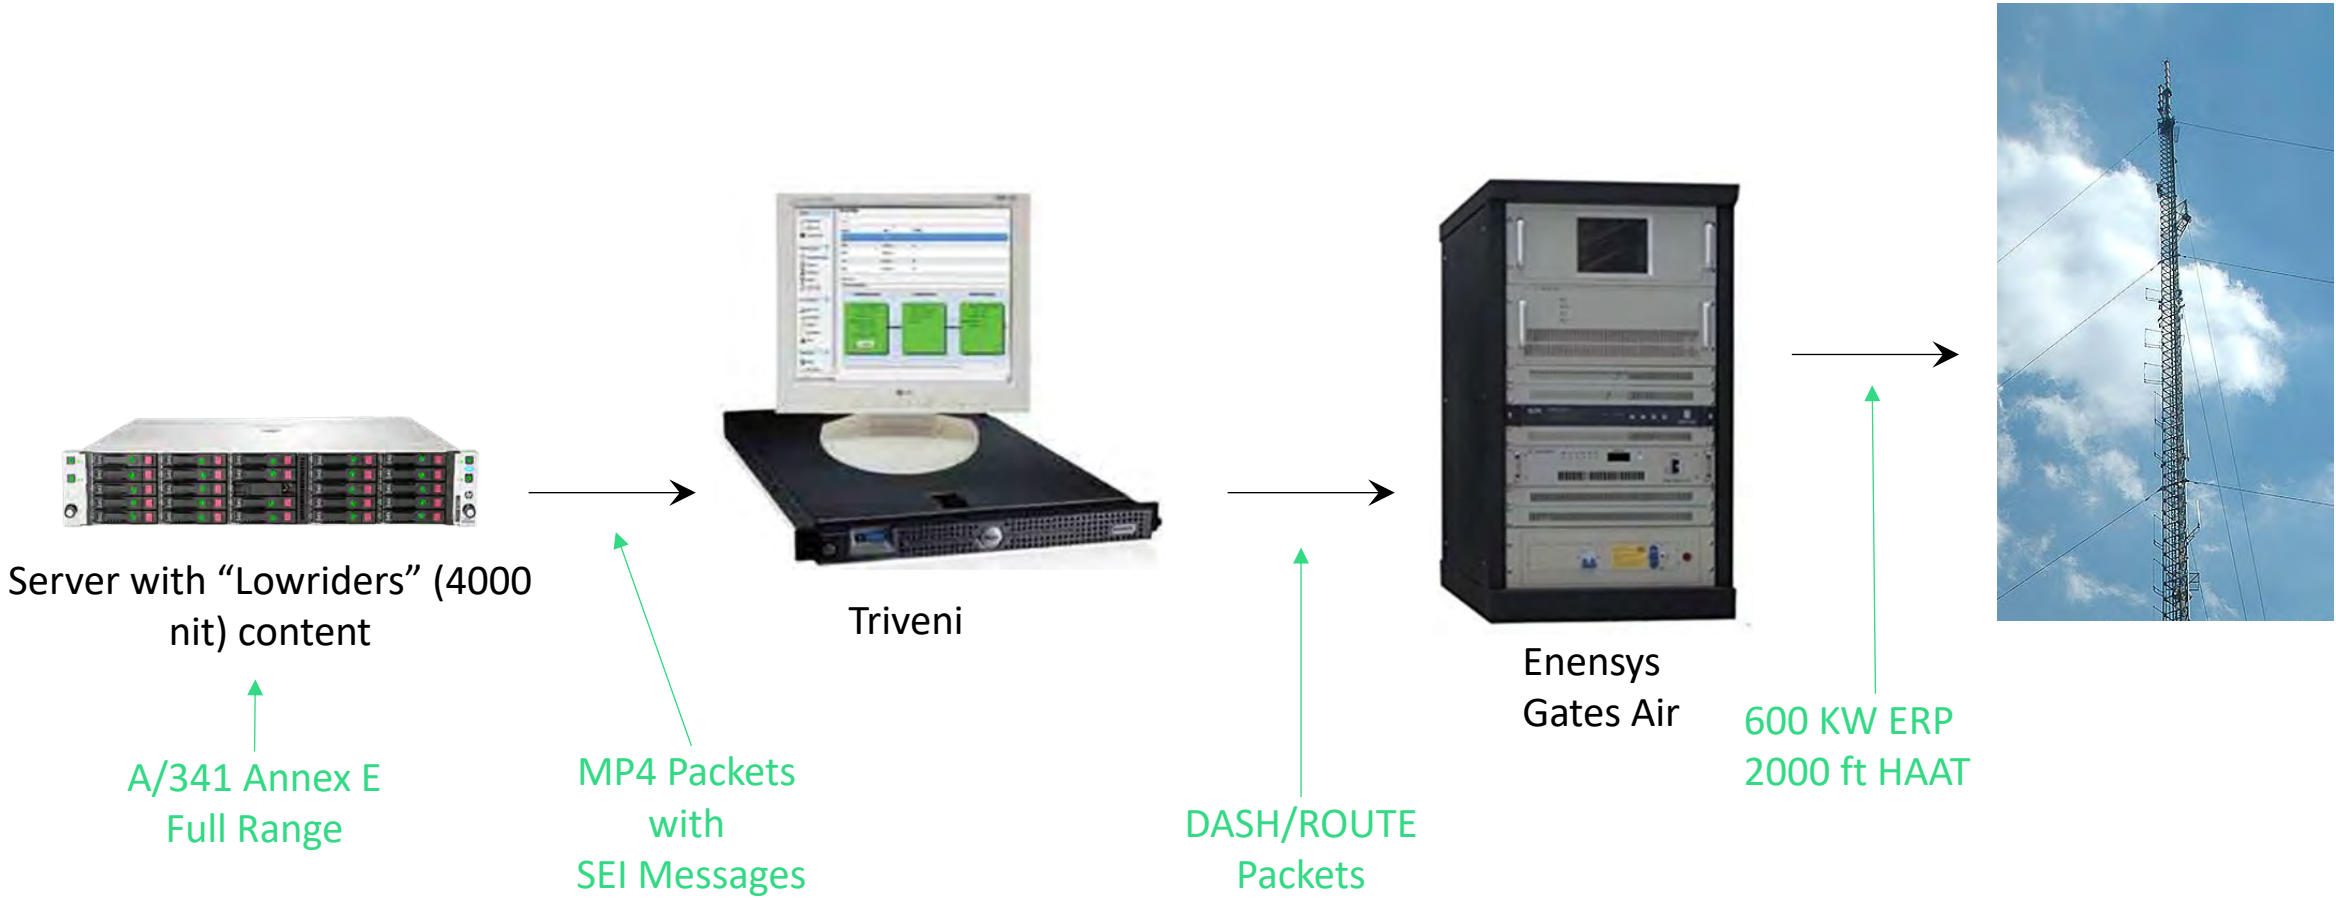 Server with “Lowriders” (4000
nit) content
A/341 Annex E
Full Range
MP4 Packets
with
SEI Messages
Triveni
DASH/ROUTE
Packets
Enensys
Gates Air
600 KW ERP
2000 ft HAAT